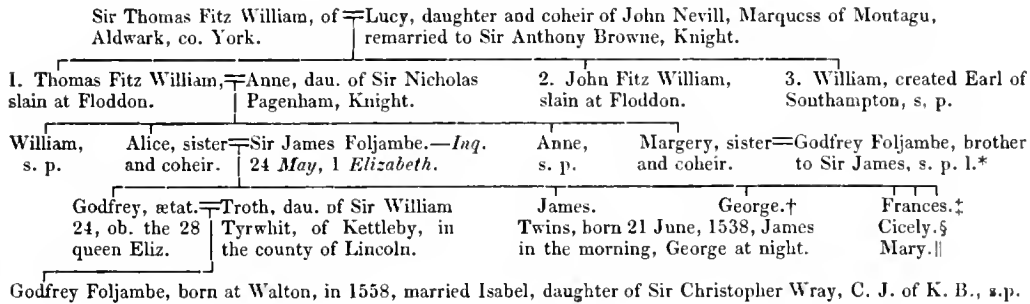 Sir Thomas Fitz William, of = Lucy, daughter and coheir of John Nevill, Marquess of Montagu,
Aldwark, co. York. remarried to Sir Anthony Browne, Knight.
1. Thomas Fitz William, = Anne, dau. of Sir Nicholas 2. John Fitz William, 3. William, created Earl of
slain at Floddon. Pagenham, Knight. slain at Floddon. Southampton, s. p.
William, Alice, sister = Sir James Foljambe.—Inq. Anne, Margery, sister = Godfrey Foljambe, brother
s. p. and coheir. 24 May, 1 Elizabeth. s. p. and coheir. to Sir James, s. p. l.*
Godfrey, ætat. = Troth, dau. of Sir William James. George.† Frances.‡
24, ob. the 28 Tyrwhit, of Kettleby, in Twins, born 21 June, 1538, James Cicely.§
queen Eliz. the county of Lincoln. in the morning, George at night. Mary.||
Godfrey Foljambe, born at Walton, in 1558, married Isabel, daughter of Sir Christopher Wray, C. J. of K. B., s.p.